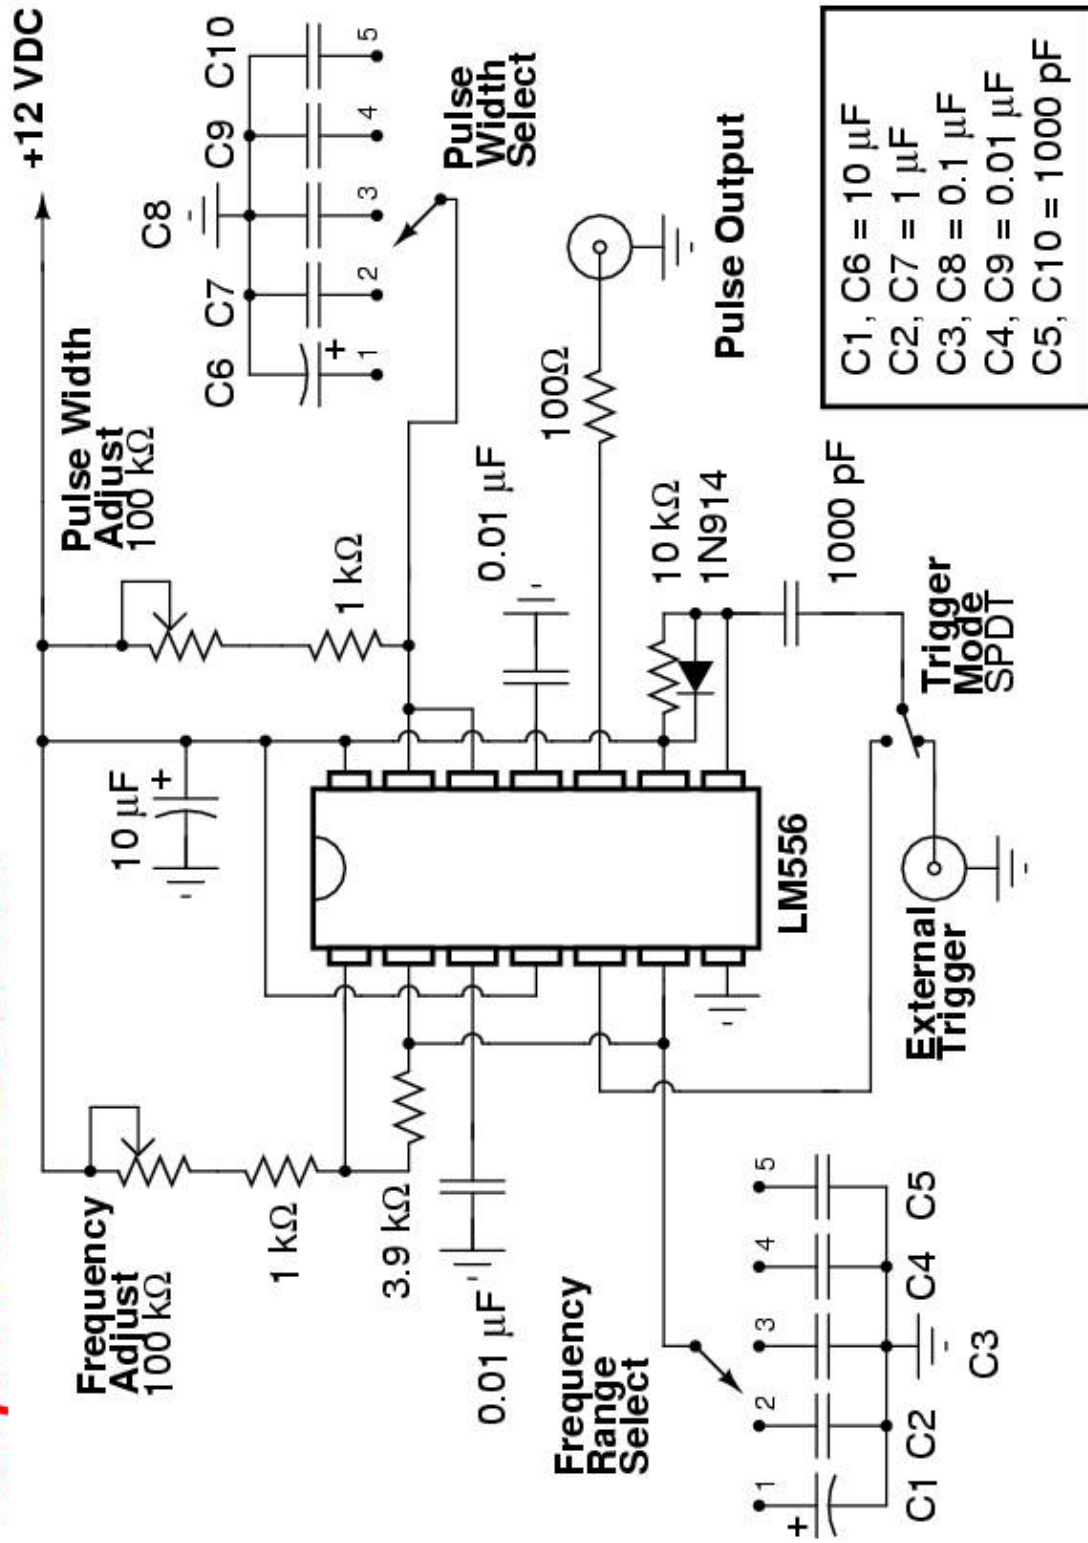 +12 VDC
Frequency
Adjust
100 kΩ
1 kΩ
3.9 kΩ
0.01 μF
10 μF
+
Pulse Width
Adjust
100 kΩ
1 kΩ
C6
C7
C8
C9
C10
+
1
2
3
4
5
Pulse
Width
Select
0.01 μF
100Ω
Pulse Output
10 kΩ
1N914
1000 pF
Trigger
Mode
SPDT
LM556
External
Trigger
Frequency
Range
Select
1
2
3
4
5
+
C1
C2
C3
C4
C5
C1, C6 = 10 μF
C2, C7 = 1 μF
C3, C8 = 0.1 μF
C4, C9 = 0.01 μF
C5, C10 = 1000 pF